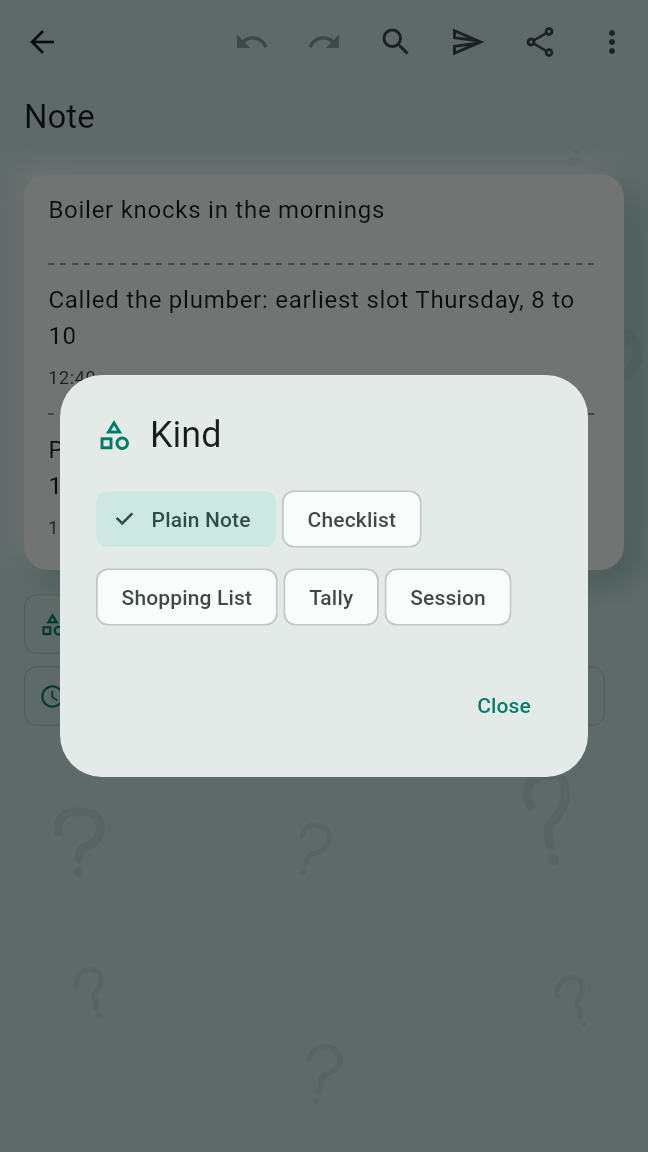 Note
Boiler knocks in the mornings
Called the plumber: earliest slot Thursday, 8 to
10
Kind
Plain Note
Checklist
Shopping List
Tally
Session
Close